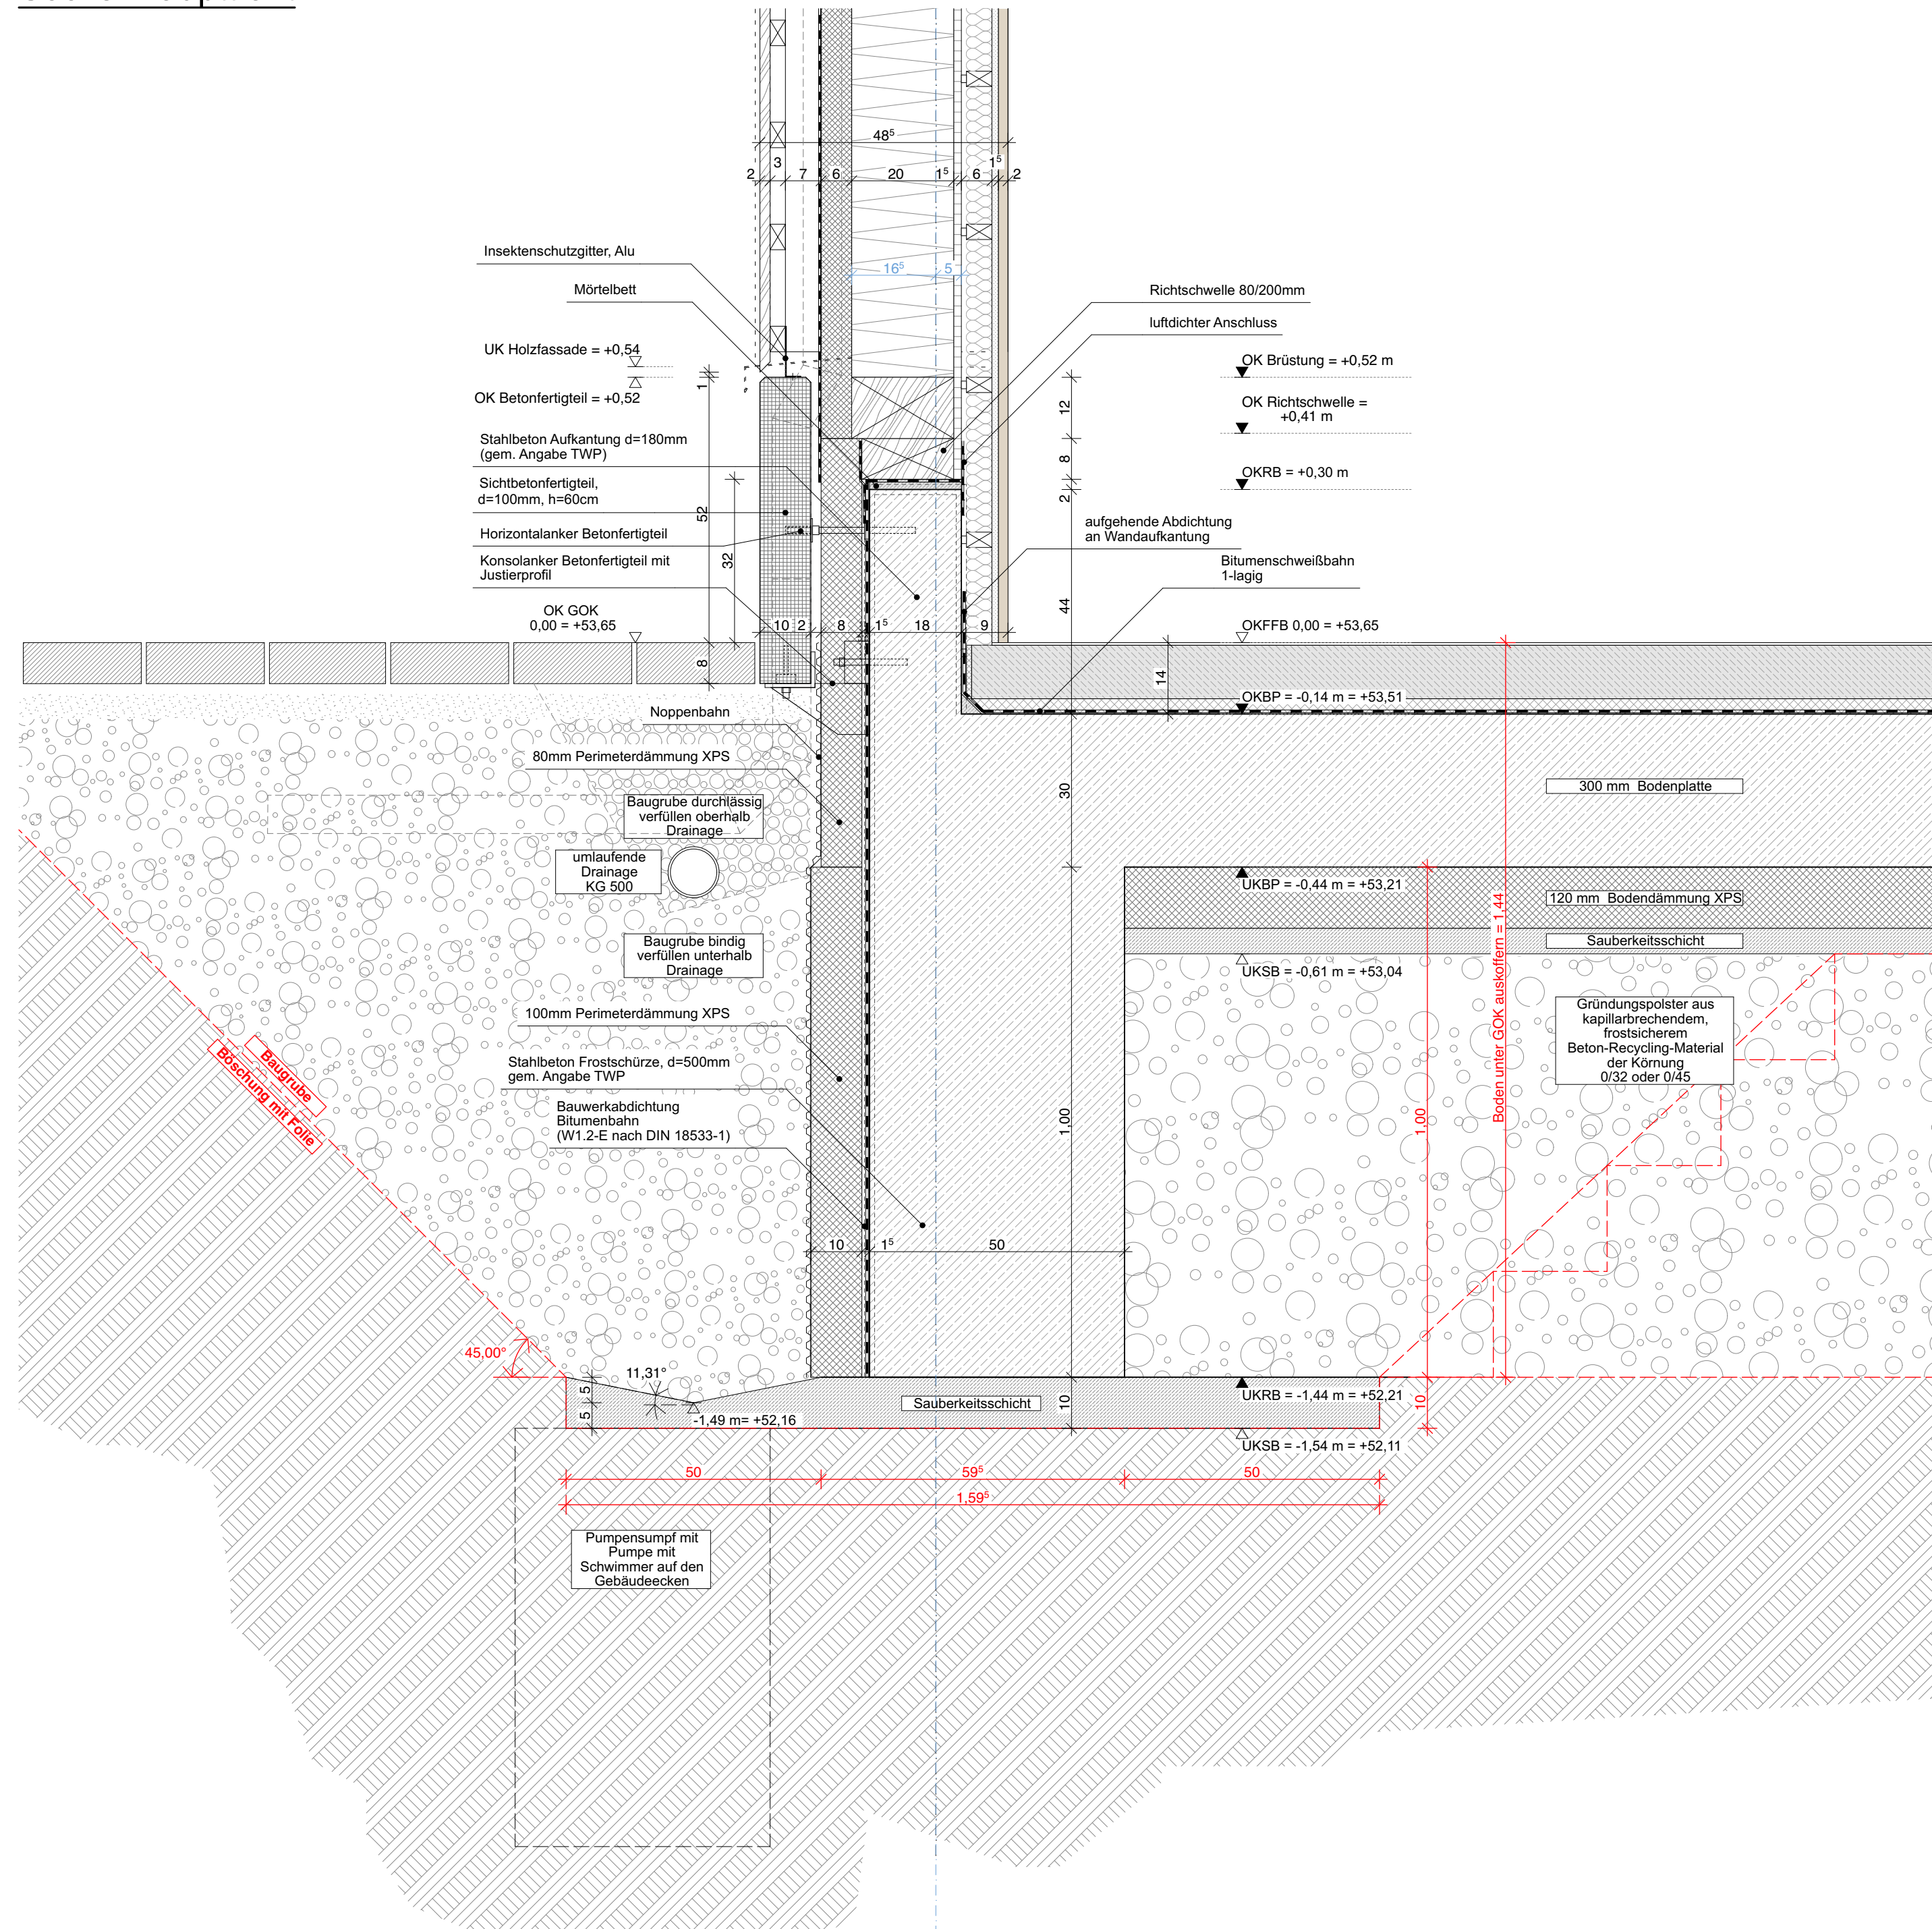 48⁵
2
3
7
6
20
1⁵
6
1⁵
2
Insektenschutzgitter, Alu
Mörtelbett
16⁵
5
Richtschwelle 80/200mm
luftdichter Anschluss
UK Holzfassade = +0,54
OK Betonfertigteil = +0,52
1
OK Brüstung = +0,52 m
OK Richtschwelle =
+0,41 m
OKRB = +0,30 m
12
8
2
44
Stahlbeton Aufkantung d=180mm
(gem. Angabe TWP)
Sichtbetonfertigteil,
d=100mm, h=60cm
Horizontalanker Betonfertigteil
Konsolanker Betonfertigteil mit
Justierprofil
52
32
aufgehende Abdichtung
an Wandaufkantung
Bitumenschweißbahn
1-lagig
OK GOK
0,00 = +53,65
10
2
8
1⁵
18
9
OKFFB 0,00 = +53,65
8
14
OKBP = -0,14 m = +53,51
Noppenbahn
80mm Perimeterdämmung XPS
Baugrube durchlässig
verfüllen oberhalb
Drainage
umlaufende
Drainage
KG 500
30
300 mm  Bodenplatte
UKBP = -0,44 m = +53,21
120 mm  Bodendämmung XPS
Sauberkeitsschicht
UKSB = -0,61 m = +53,04
Baugrube bindig
verfüllen unterhalb
Drainage
100mm Perimeterdämmung XPS
Stahlbeton Frostschürze, d=500mm
gem. Angabe TWP
Bauwerkabdichtung
Bitumenbahn
(W1.2-E nach DIN 18533-1)
Gründungspolster aus
kapillarbrechendem,
frostsicherem
Beton-Recycling-Material
der Körnung
0/32 oder 0/45
Boden unter GOK auskoffern = 1,44
1,00
1,00
Baugrube
Böschung mit Folie
10
1⁵
50
45,00°
11,31°
5
5
-1,49 m= +52,16
Sauberkeitsschicht
10
UKRB = -1,44 m = +52,21
10
UKSB = -1,54 m = +52,11
50
59⁵
50
1,59⁵
Pumpensumpf mit
Pumpe mit
Schwimmer auf den
Gebäudeecken